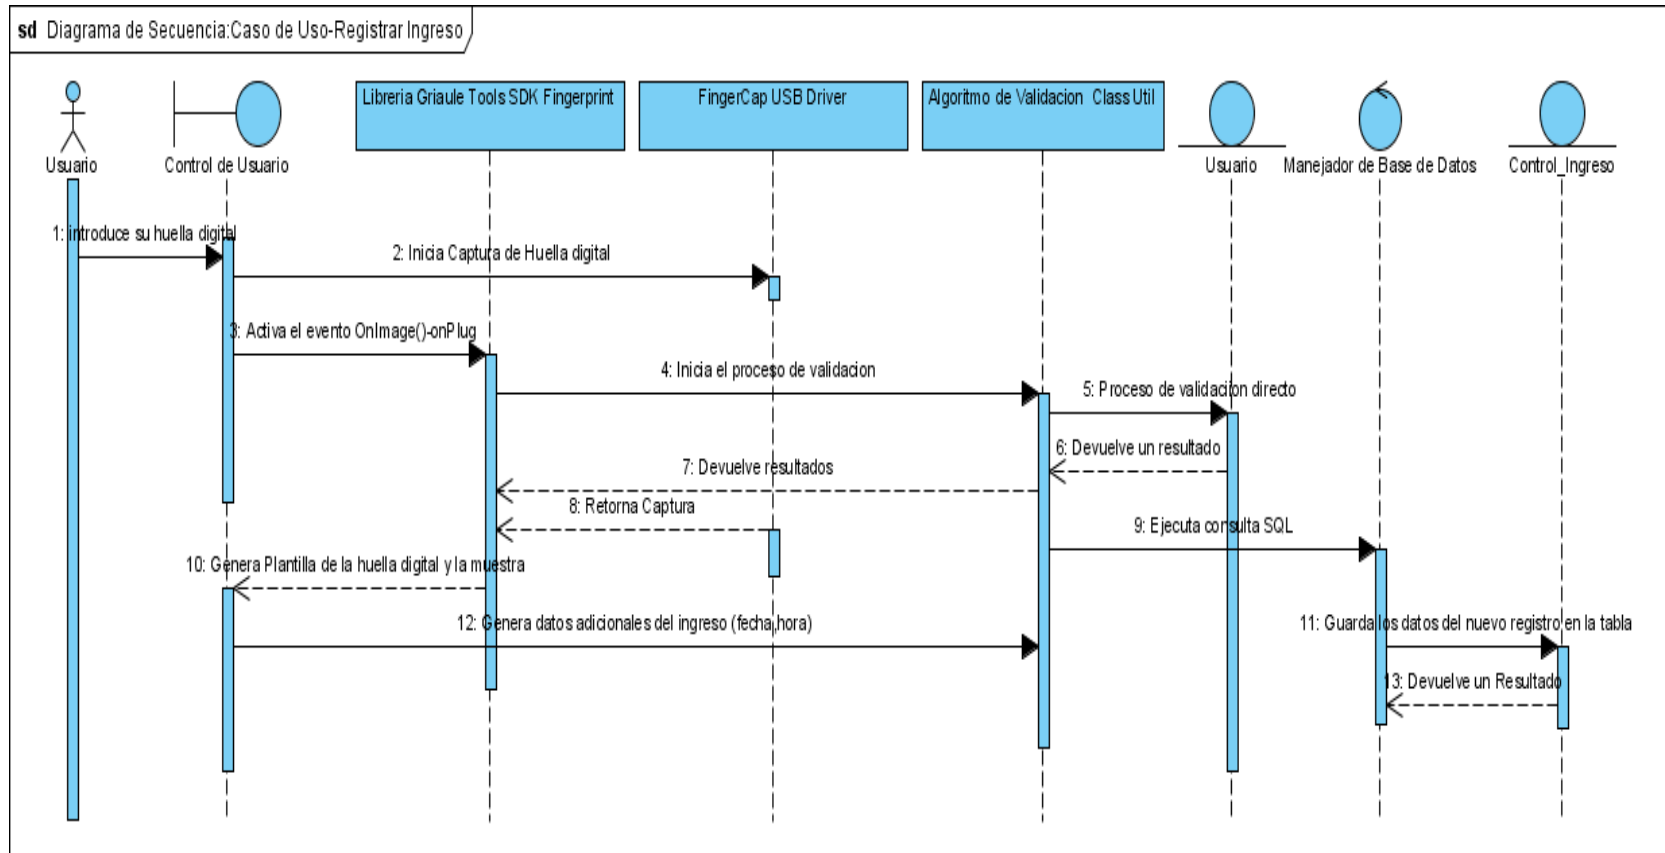 sd Diagrama de Secuencia:Caso de Uso-Registrar Ingreso
Libreria Griaule Tools SDK Fingerprint
FingerCap USB Driver
Algoritmo de Validacion Class Util
Usuario
Control de Usuario
Usuario
Manejador de Base de Datos
Control_Ingreso
1: introduce su huella digital
2: Inicia Captura de Huella digital
3: Activa el evento OnImage()-onPlug
4: Inicia el proceso de validacion
5: Proceso de validacion directo
6: Devuelve un resultado
7: Devuelve resultados
8: Retorna Captura
9: Ejecuta consulta SQL
10: Genera Plantilla de la huella digital y la muestra
12: Genera datos adicionales del ingreso (fecha,hora)
11: Guarda los datos del nuevo registro en la tabla
13: Devuelve un Resultado